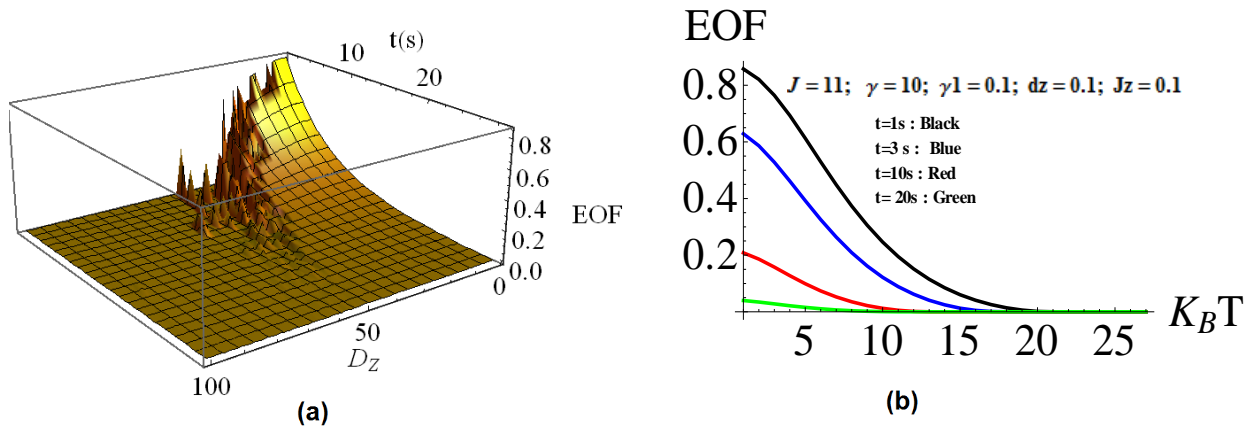 t(s)
10
20
0.8
0.6
0.4
0.2
0.0
EOF
0
50
100
D_Z
(a)
EOF
0.8
0.6
0.4
0.2
J = 11; γ = 10; γ1 = 0.1; dz = 0.1; Jz = 0.1
t=1s : Black
t=3 s : Blue
t=10s : Red
t= 20s : Green
5 10 15 20 25
K_BT
(b)